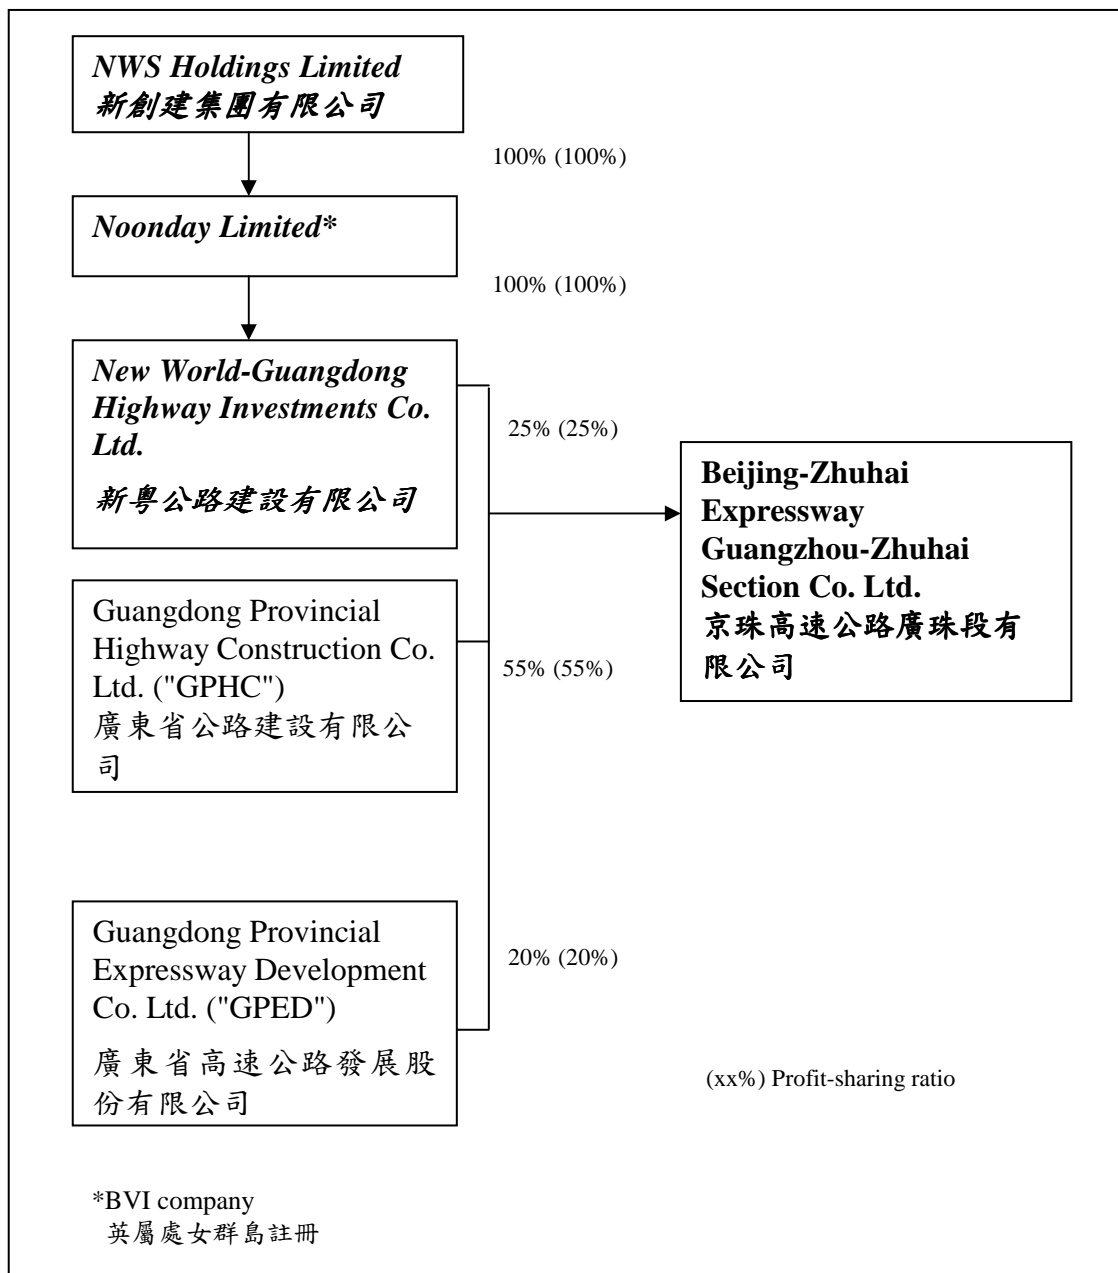 NWS Holdings Limited
新創建集團有限公司
100% (100%)
Noonday Limited*
100% (100%)
New World-Guangdong
Highway Investments Co.
Ltd.
新粵公路建設有限公司
25% (25%)
Beijing-Zhuhai
Expressway
Guangzhou-Zhuhai
Section Co. Ltd.
京珠高速公路廣珠段有
限公司
Guangdong Provincial
Highway Construction Co.
Ltd. ("GPHC")
廣東省公路建設有限公
司
55% (55%)
Guangdong Provincial
Expressway Development
Co. Ltd. ("GPED")
廣東省高速公路發展股
份有限公司
20% (20%)
(xx%) Profit-sharing ratio
*BVI company
英屬處女群島註冊